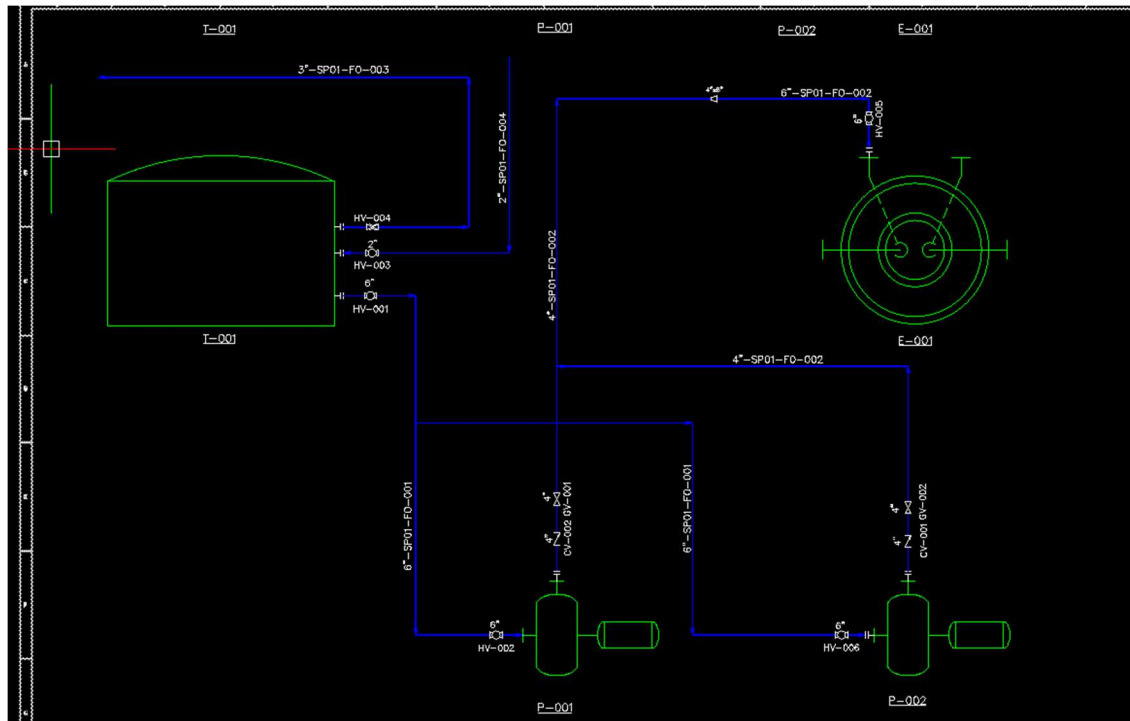 T-001
P-001
P-002
E-001
3"-SP01-FO-003
2"-SP01-FO-004
4"x6"
6"-SP01-FO-002
6"
HV-005
HV-004
2"
HV-003
6"
HV-001
T-001
4"-SP01-FO-002
E-001
4"-SP01-FO-002
6"-SP01-FO-001
4"
GV-001
4"
CV-002
6"-SP01-FO-001
4"
GV-002
4"
CV-001
6"
HV-002
6"
HV-006
P-001
P-002